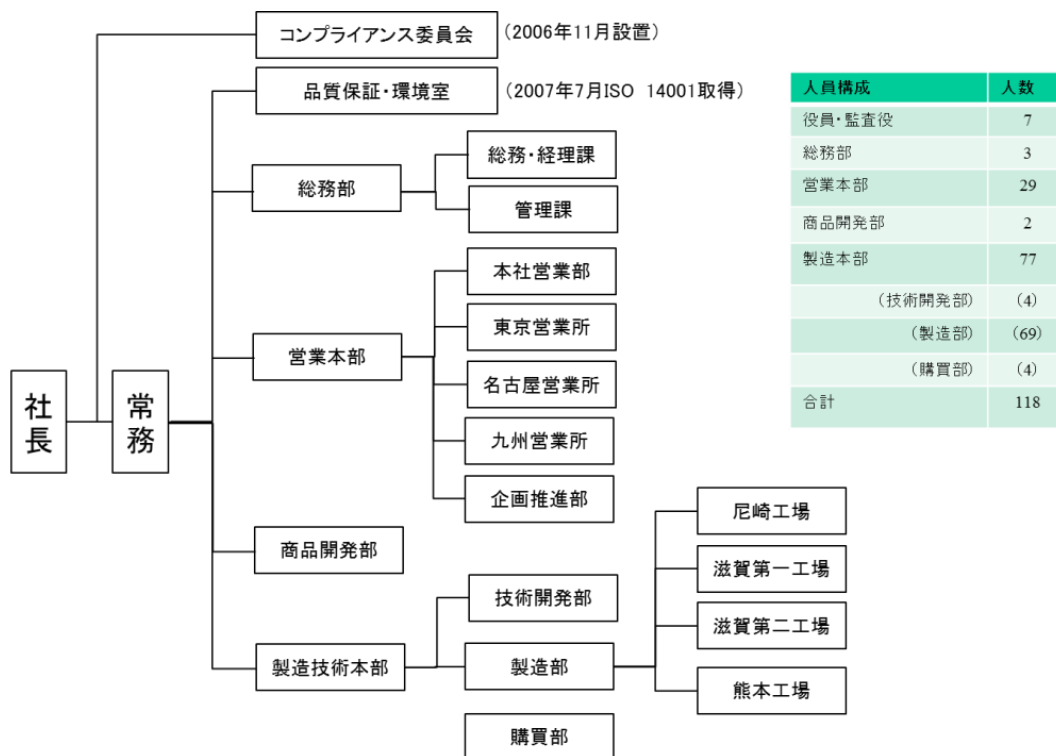 コンプライアンス委員会 (2006年11月設置)
品質保証・環境室 (2007年7月ISO 14001取得)
総務部
総務・経理課
管理課
営業本部
本社営業部
東京営業所
名古屋営業所
九州営業所
企画推進部
社長
常務
商品開発部
製造技術本部
技術開発部
製造部
購買部
尼崎工場
滋賀第一工場
滋賀第二工場
熊本工場
人員構成 人数
役員・監査役 7
総務部 3
営業本部 29
商品開発部 2
製造本部 77
(技術開発部) (4)
(製造部) (69)
(購買部) (4)
合計 118